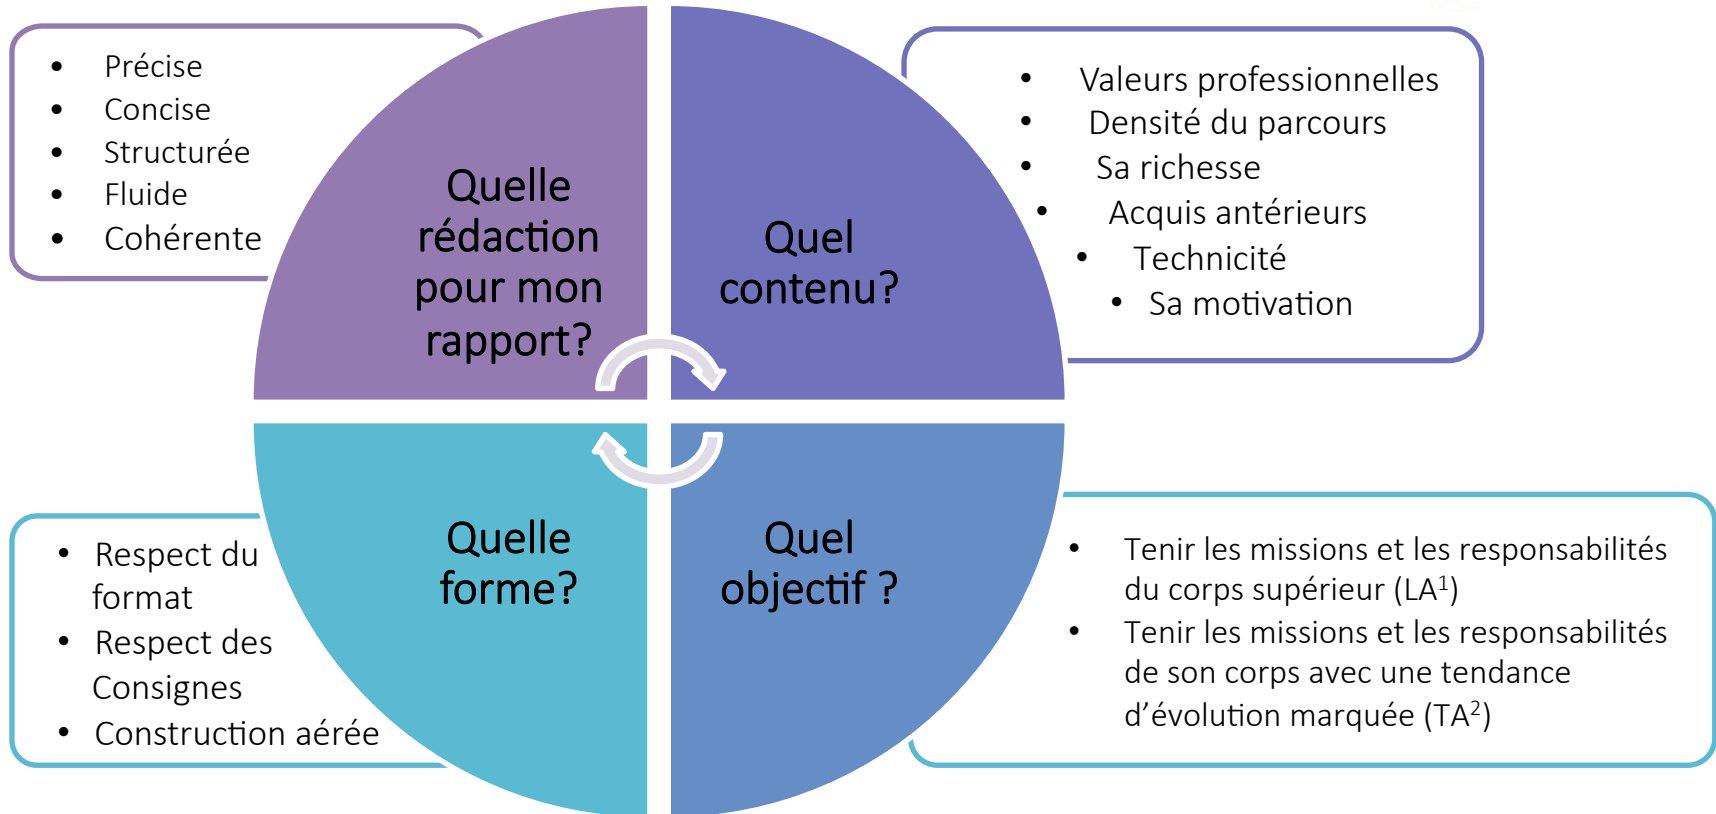 • Précise
• Concise
• Structurée
• Fluide
• Cohérente
Quelle
rédaction
pour mon
rapport?
Quel
contenu?
• Valeurs professionnelles
• Densité du parcours
• Sa richesse
• Acquis antérieurs
• Technicité
• Sa motivation
• Respect du
format
• Respect des
Consignes
• Construction aérée
Quelle
forme?
Quel
objectif ?
• Tenir les missions et les responsabilités
du corps supérieur (LA¹)
• Tenir les missions et les responsabilités
de son corps avec une tendance
d’évolution marquée (TA²)